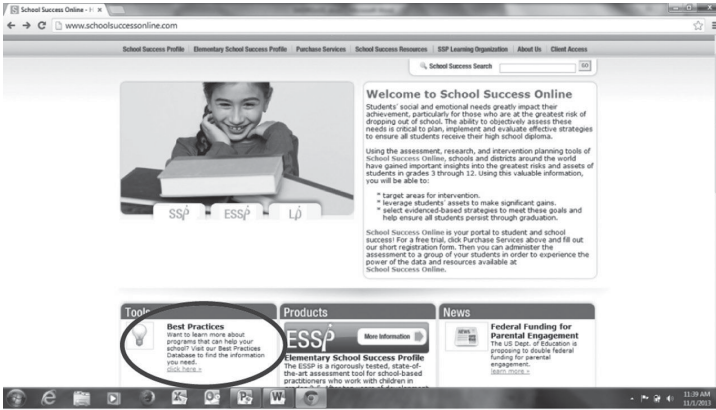 School Success Online - H
www.schoolsuccessonline.com
School Success Profile Elementary School Success Profile Purchase Services School Success Resources SSP Learning Organization About Us Client Access
School Success Search GO
Welcome to School Success Online
Students' social and emotional needs greatly impact their
achievement, particularly for those who are at the greatest risk of
dropping out of school. The ability to objectively assess these
needs is critical to plan, implement and evaluate effective strategies
to ensure all students receive their high school diploma.
Using the assessment, research, and intervention planning tools of
School Success Online, schools and districts around the world
have gained important insights into the greatest risks and assets of
students in grades 3 through 12. Using this valuable information,
you will be able to:
* target areas for intervention.
* leverage students' assets to make significant gains.
* select evidenced-based strategies to meet these goals and
help ensure all students persist through graduation.
School Success Online is your portal to student and school
success! For a free trial, click Purchase Services above and fill out
our short registration form. Then you can administer the
assessment to a group of your students in order to experience the
power of the data and resources available at
School Success Online.
SSP ESSP LO
Tools
Best Practices
Want to learn more about
programs that can help your
school? Visit our Best Practices
Database to find the information
you need.
click here »
Products
ESSP More Information
Elementary School Success Profile
The ESSP is a rigorously tested, state-of-
the-art assessment tool for school-based
practitioners who work with children in
News
NEWS
Federal Funding for
Parental Engagement
The US Dept. of Education is
proposing to double federal
funding for parental
engagement.
learn more »
11:39 AM
11/1/2013